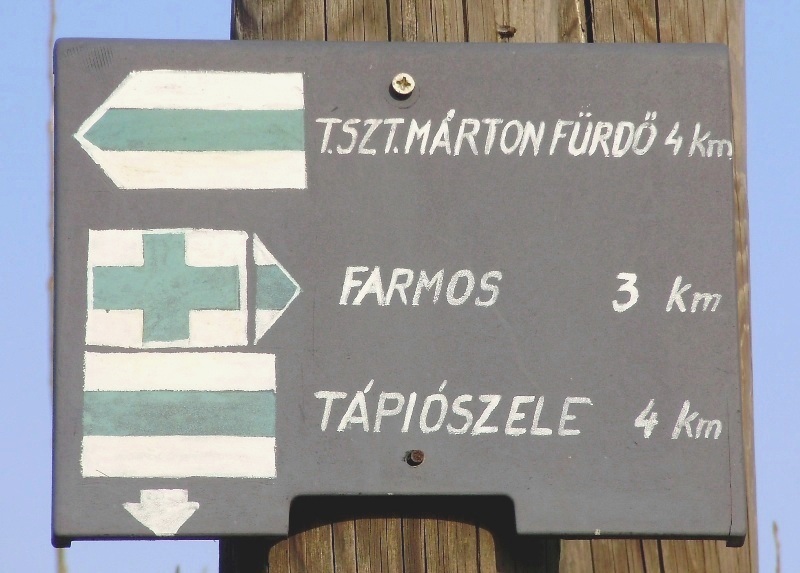 T.SZT.MÁRTON FÜRDŐ 4 Km
FARMOS 3 Km
TÁPIÓSZELE 4 Km